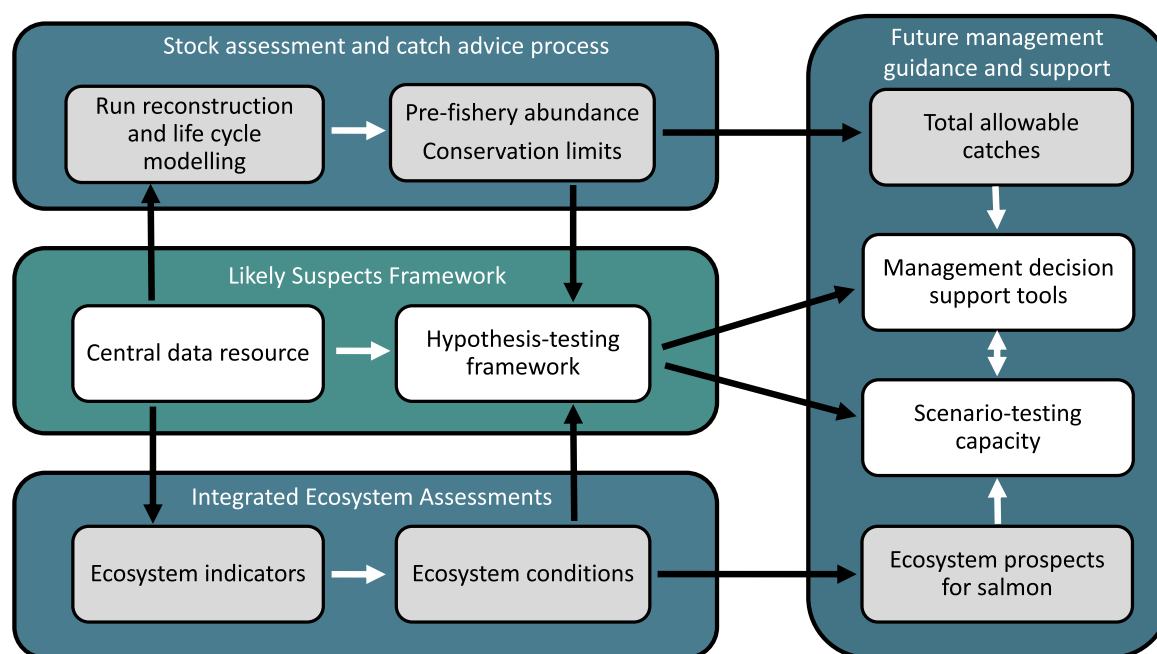 Stock assessment and catch advice process
Run reconstruction
and life cycle
modelling
Pre-fishery abundance
Conservation limits
Likely Suspects Framework
Central data resource
Hypothesis-testing
framework
Integrated Ecosystem Assessments
Ecosystem indicators
Ecosystem conditions
Future management
guidance and support
Total allowable
catches
Management decision
support tools
Scenario-testing
capacity
Ecosystem prospects
for salmon